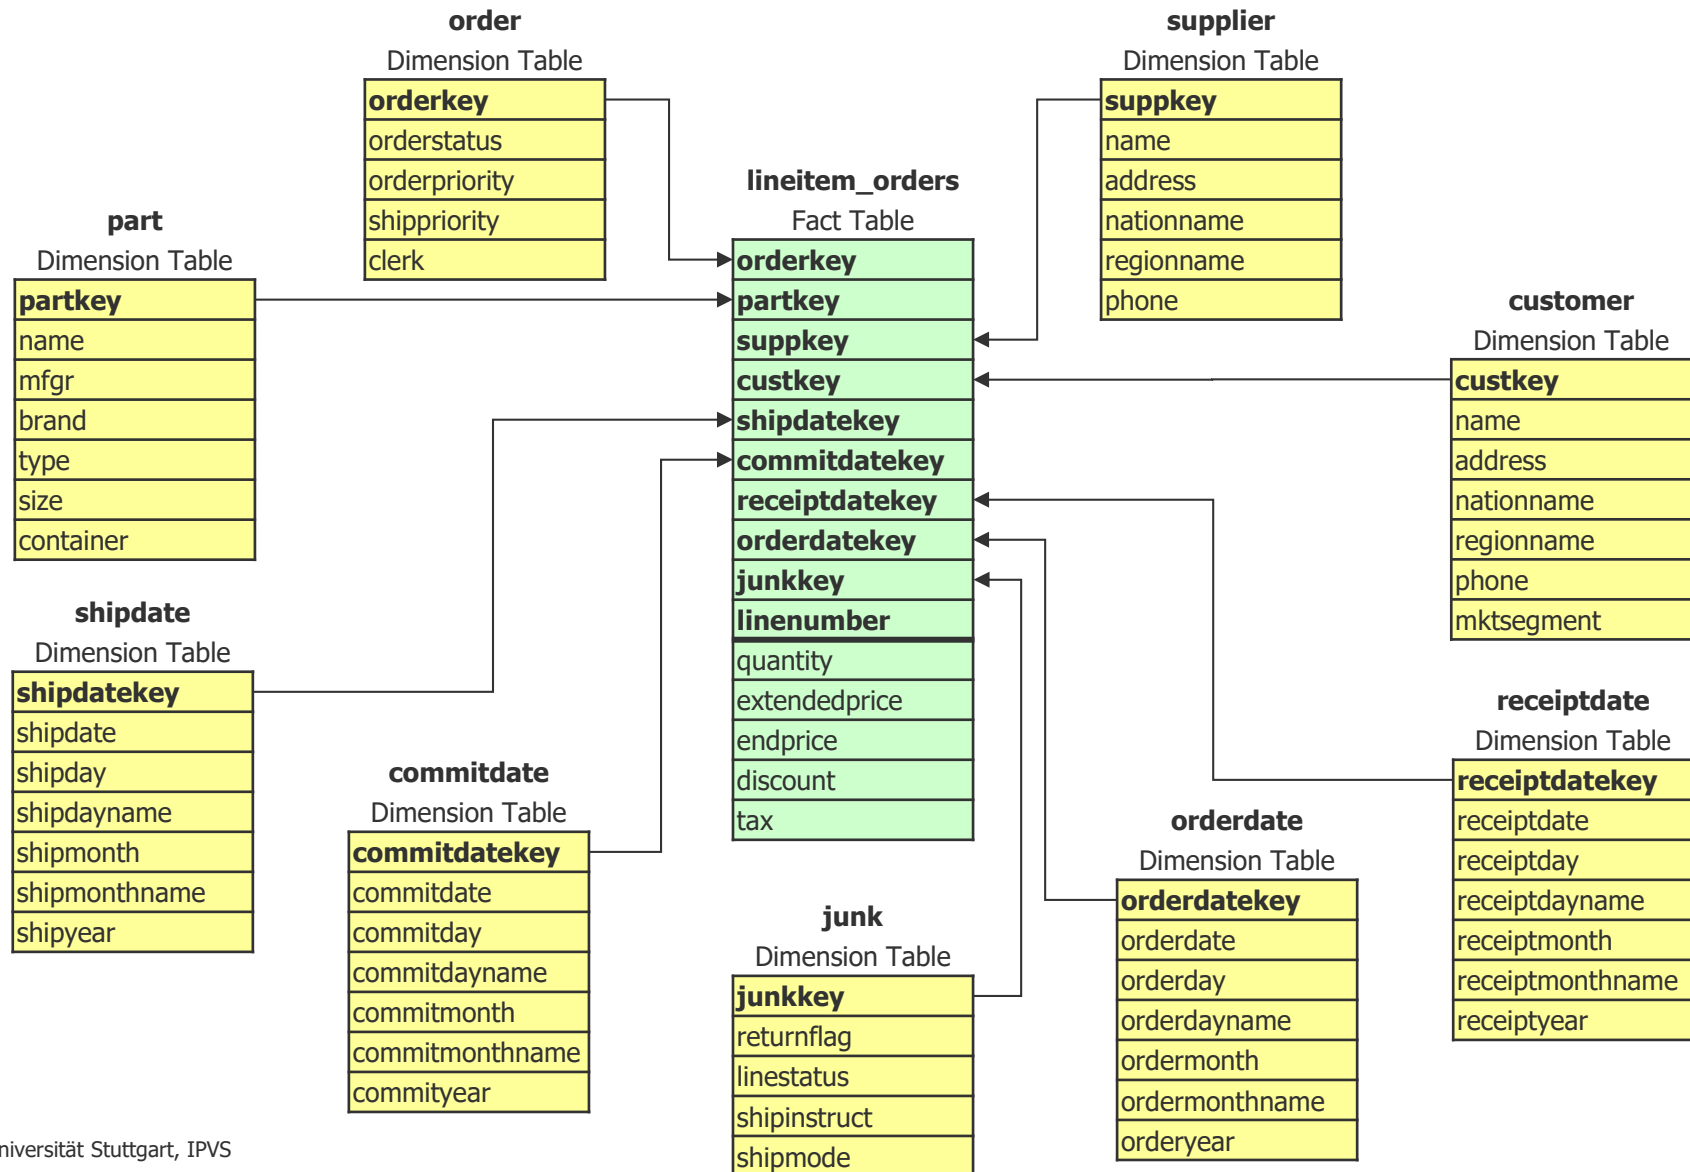 order
Dimension Table
orderkey
orderstatus
orderpriority
shippriority
clerk
supplier
Dimension Table
suppkey
name
address
nationname
regionname
phone
part
Dimension Table
partkey
name
mfgr
brand
type
size
container
lineitem_orders
Fact Table
orderkey
partkey
suppkey
custkey
shipdatekey
commitdatekey
receiptdatekey
orderdatekey
junkkey
linenumber
quantity
extendedprice
endprice
discount
tax
customer
Dimension Table
custkey
name
address
nationname
regionname
phone
mktsegment
shipdate
Dimension Table
shipdatekey
shipdate
shipday
shipdayname
shipmonth
shipmonthname
shipyear
commitdate
Dimension Table
commitdatekey
commitdate
commitday
commitdayname
commitmonth
commitmonthname
commityear
junk
Dimension Table
junkkey
returnflag
linestatus
shipinstruct
shipmode
orderdate
Dimension Table
orderdatekey
orderdate
orderday
orderdayname
ordermonth
ordermonthname
orderyear
receiptdate
Dimension Table
receiptdatekey
receiptdate
receiptday
receiptdayname
receiptmonth
receiptmonthname
receiptyear
niversität Stuttgart, IPVS